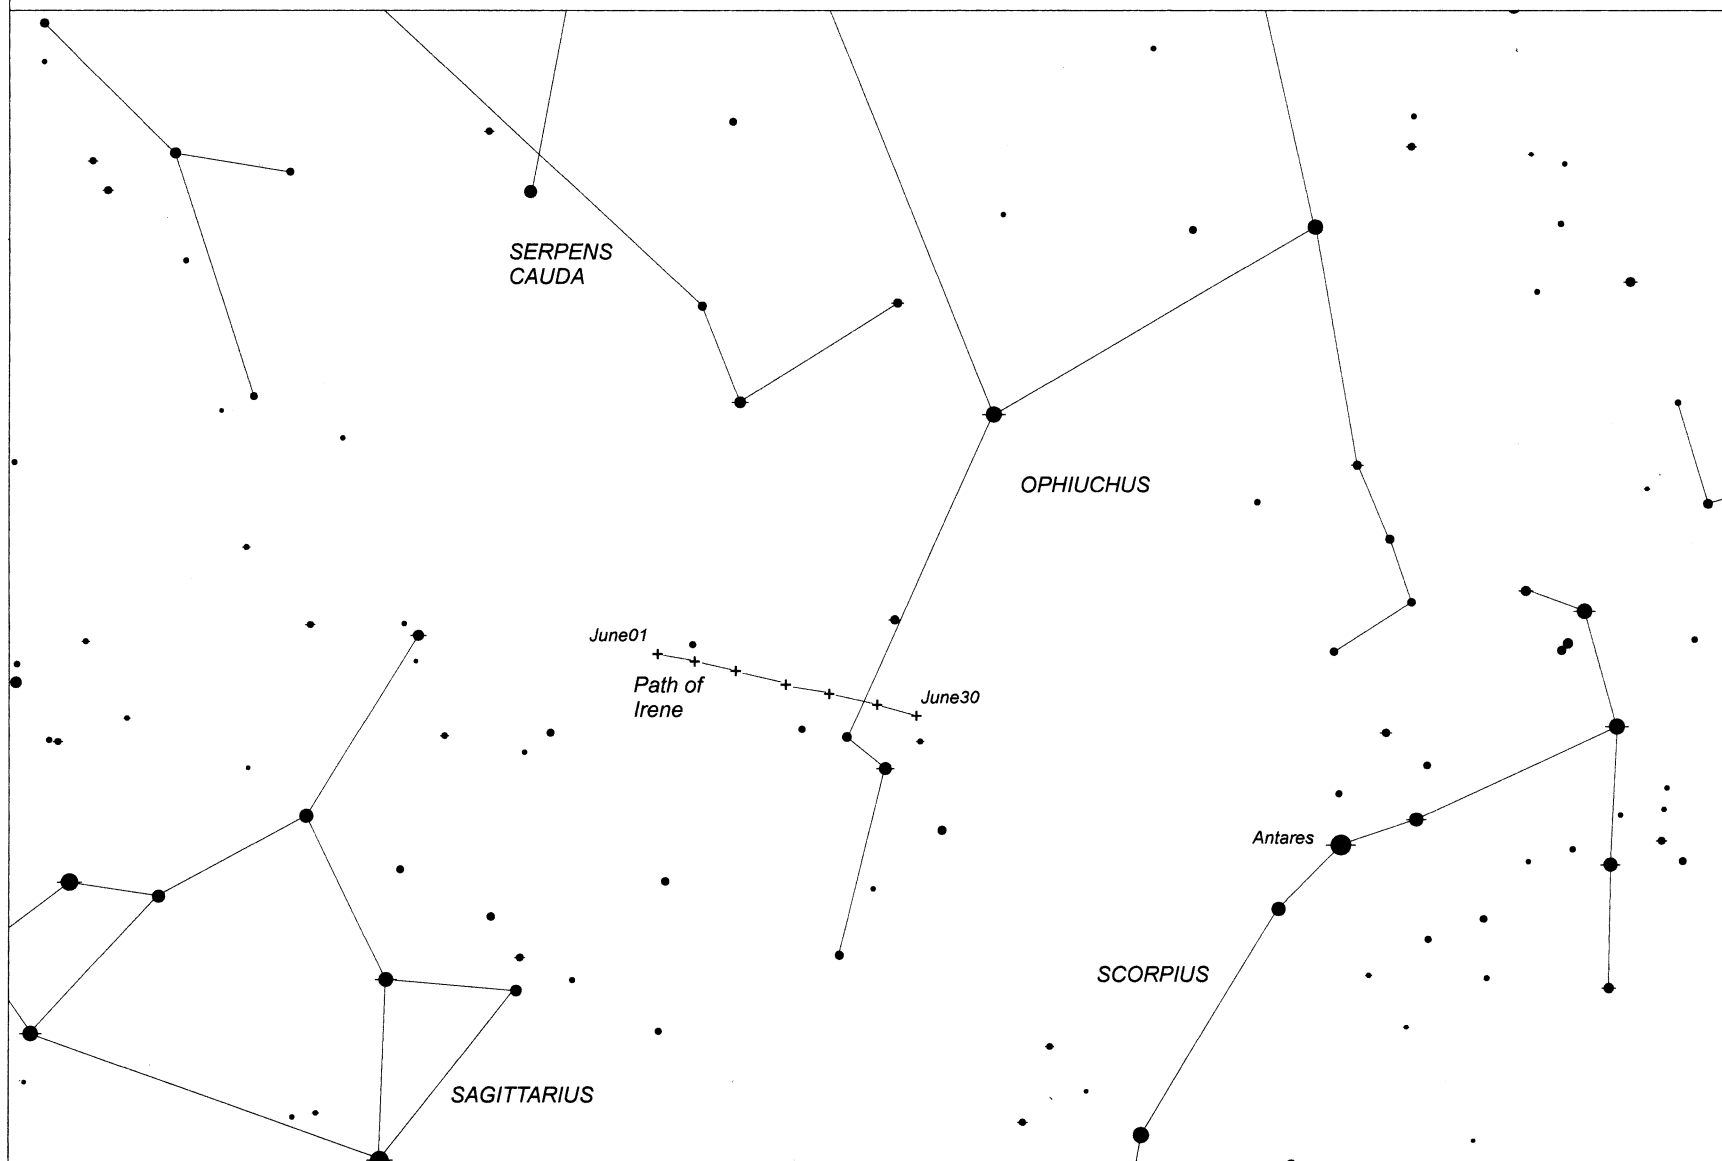 SERPENS
CAUDA
OPHIUCHUS
June01
Path of
Irene
June30
Antares
SCORPIUS
SAGITTARIUS